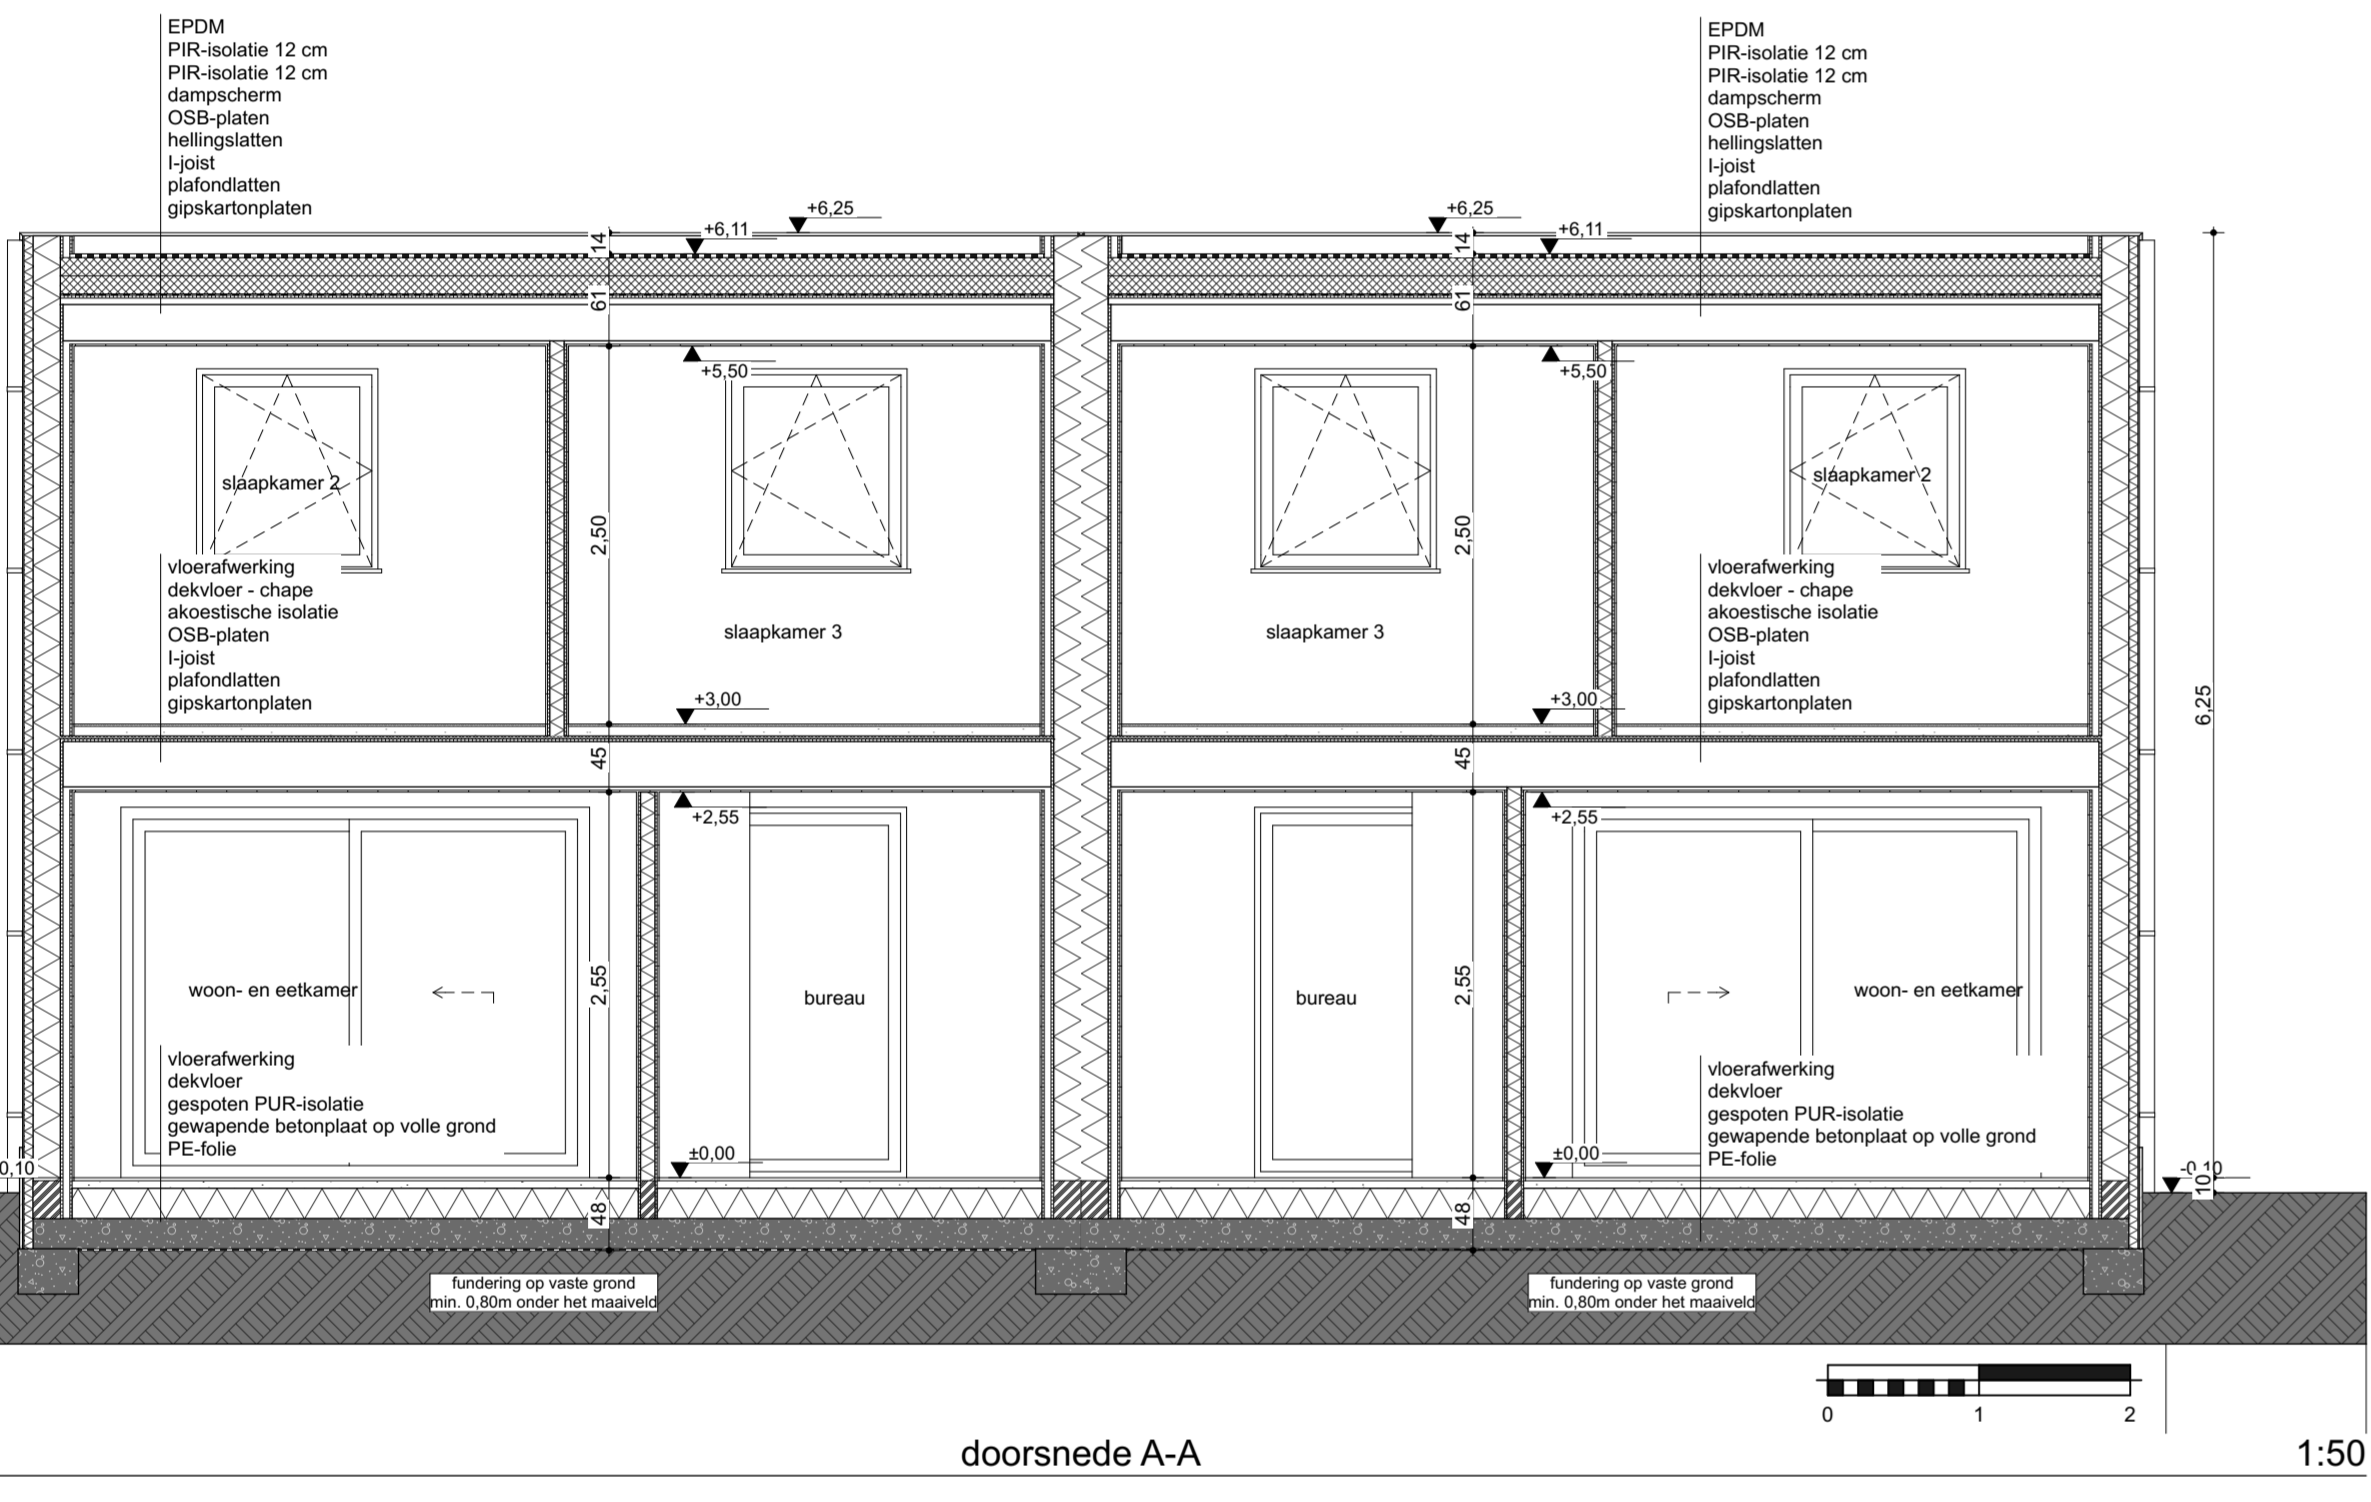 EPDM
PIR-isolatie 12 cm
PIR-isolatie 12 cm
dampscherm
OSB-platen
hellingslatten
I-joist
plafondlatten
gipskartonplaten
EPDM
PIR-isolatie 12 cm
PIR-isolatie 12 cm
dampscherm
OSB-platen
hellingslatten
I-joist
plafondlatten
gipskartonplaten
+6,25
+6,11
14
61
+6,25
+6,11
14
61
+5,50
+5,50
slaapkamer 2
2,50
slaapkamer 3
slaapkamer 3
2,50
slaapkamer 2
vloerafwerking
dekvloer - chape
akoestische isolatie
OSB-platen
I-joist
plafondlatten
gipskartonplaten
vloerafwerking
dekvloer - chape
akoestische isolatie
OSB-platen
I-joist
plafondlatten
gipskartonplaten
+3,00
+3,00
6,25
45
45
+2,55
+2,55
woon- en eetkamer
2,55
bureau
bureau
2,55
woon- en eetkamer
vloerafwerking
dekvloer
gespoten PUR-isolatie
gewapende betonplaat op volle grond
PE-folie
vloerafwerking
dekvloer
gespoten PUR-isolatie
gewapende betonplaat op volle grond
PE-folie
±0,00
±0,00
0,10
-0,10
10
48
48
fundering op vaste grond
min. 0,80m onder het maaiveld
fundering op vaste grond
min. 0,80m onder het maaiveld
0 1 2
doorsnede A-A
1:50